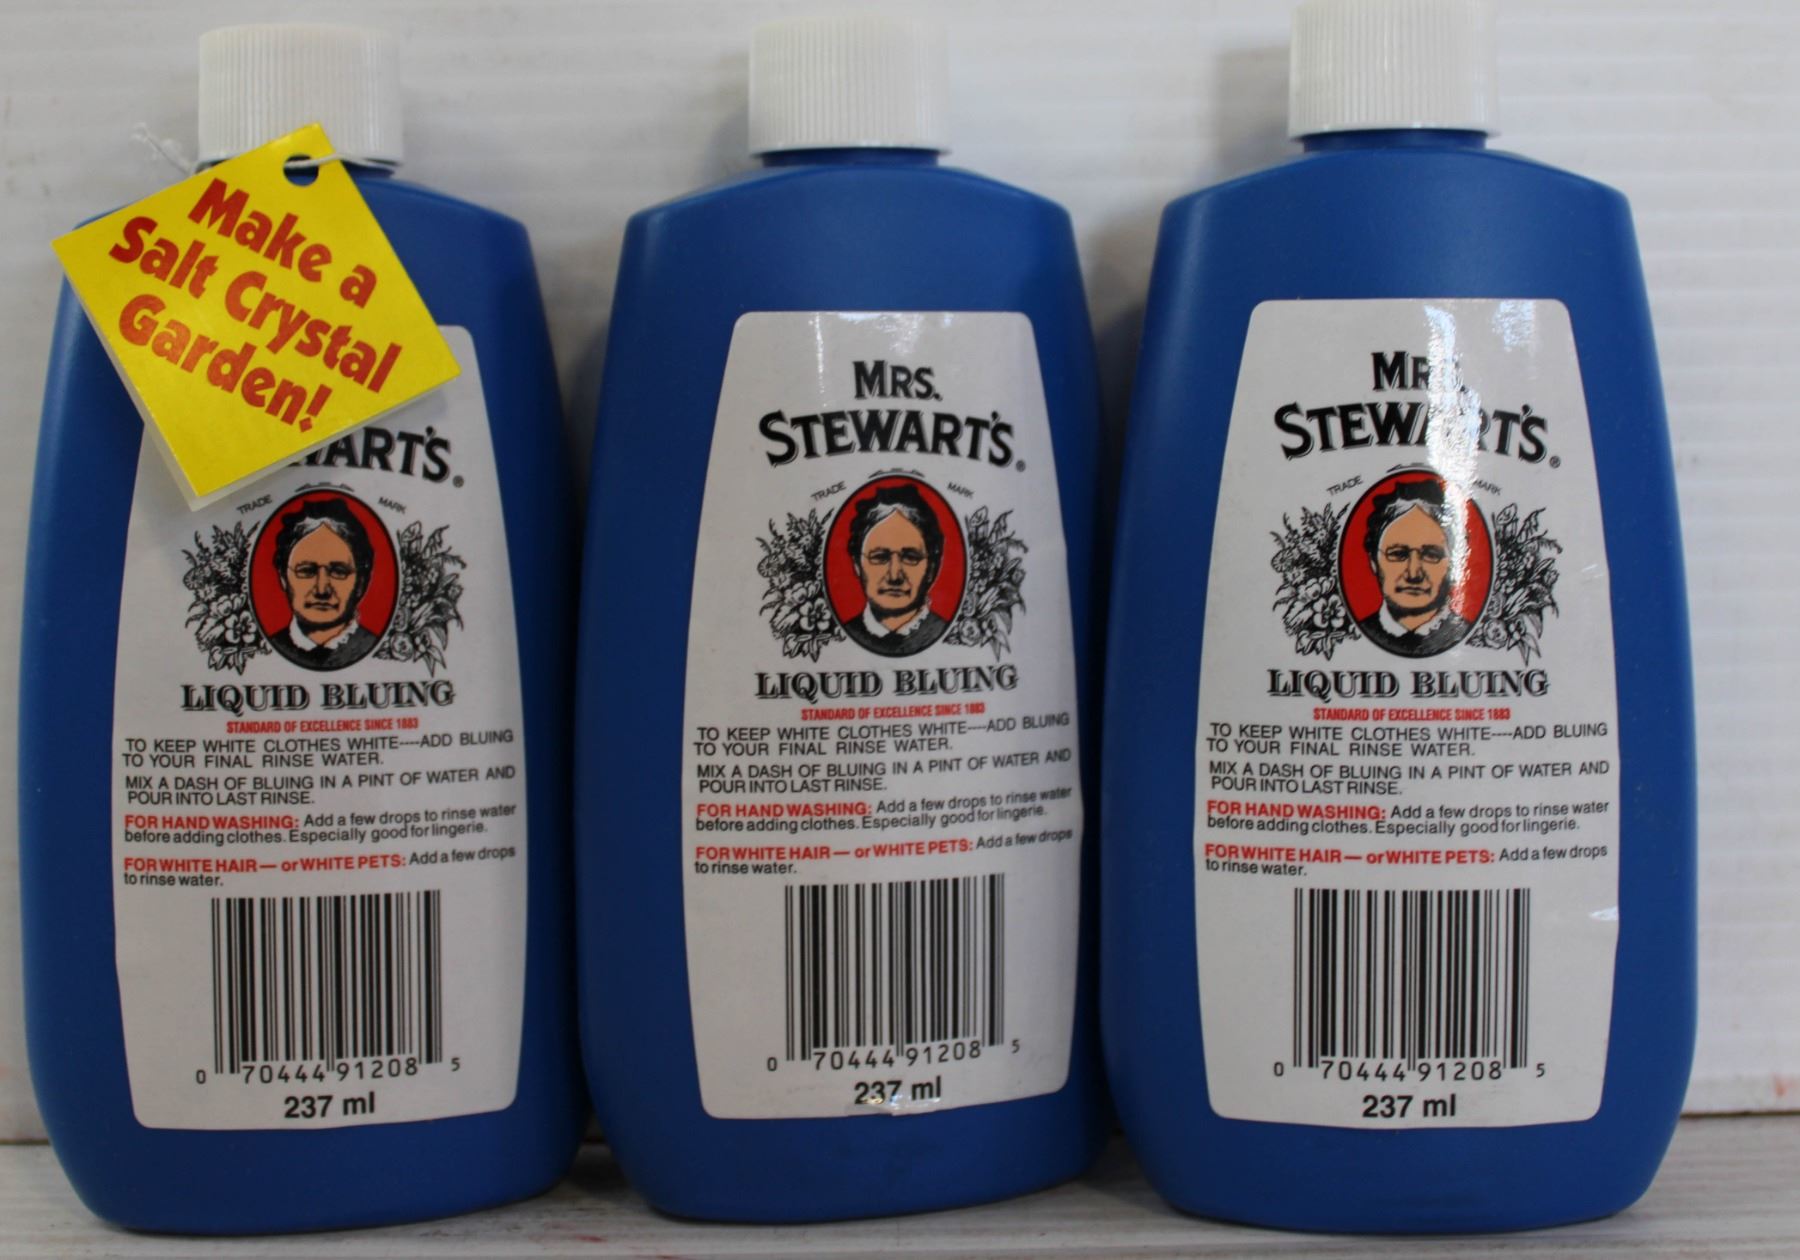 Make a
Salt Crystal
Garden!
TRADE MARK
LIQUID BLUING
STANDARD OF EXCELLENCE SINCE 1883
TO KEEP WHITE CLOTHES WHITE----ADD BLUING
TO YOUR FINAL RINSE WATER.
MIX A DASH OF BLUING IN A PINT OF WATER AND
POUR INTO LAST RINSE.
FOR HAND WASHING: Add a few drops to rinse water
before adding clothes. Especially good for lingerie.
FOR WHITE HAIR — or WHITE PETS: Add a few drops
to rinse water.
0 70444 91208 5
237 ml
MRS.
STEWART'S®
TRADE MARK
LIQUID BLUING
STANDARD OF EXCELLENCE SINCE 1883
TO KEEP WHITE CLOTHES WHITE----ADD BLUING
TO YOUR FINAL RINSE WATER.
MIX A DASH OF BLUING IN A PINT OF WATER AND
POUR INTO LAST RINSE.
FOR HAND WASHING: Add a few drops to rinse water
before adding clothes. Especially good for lingerie.
FOR WHITE HAIR — or WHITE PETS: Add a few drops
to rinse water.
0 70444 91208 5
237 ml
MRS.
STEWART'S®
TRADE MARK
LIQUID BLUING
STANDARD OF EXCELLENCE SINCE 1883
TO KEEP WHITE CLOTHES WHITE----ADD BLUING
TO YOUR FINAL RINSE WATER.
MIX A DASH OF BLUING IN A PINT OF WATER AND
POUR INTO LAST RINSE.
FOR HAND WASHING: Add a few drops to rinse water
before adding clothes. Especially good for lingerie.
FOR WHITE HAIR — or WHITE PETS: Add a few drops
to rinse water.
0 70444 91208 5
237 ml